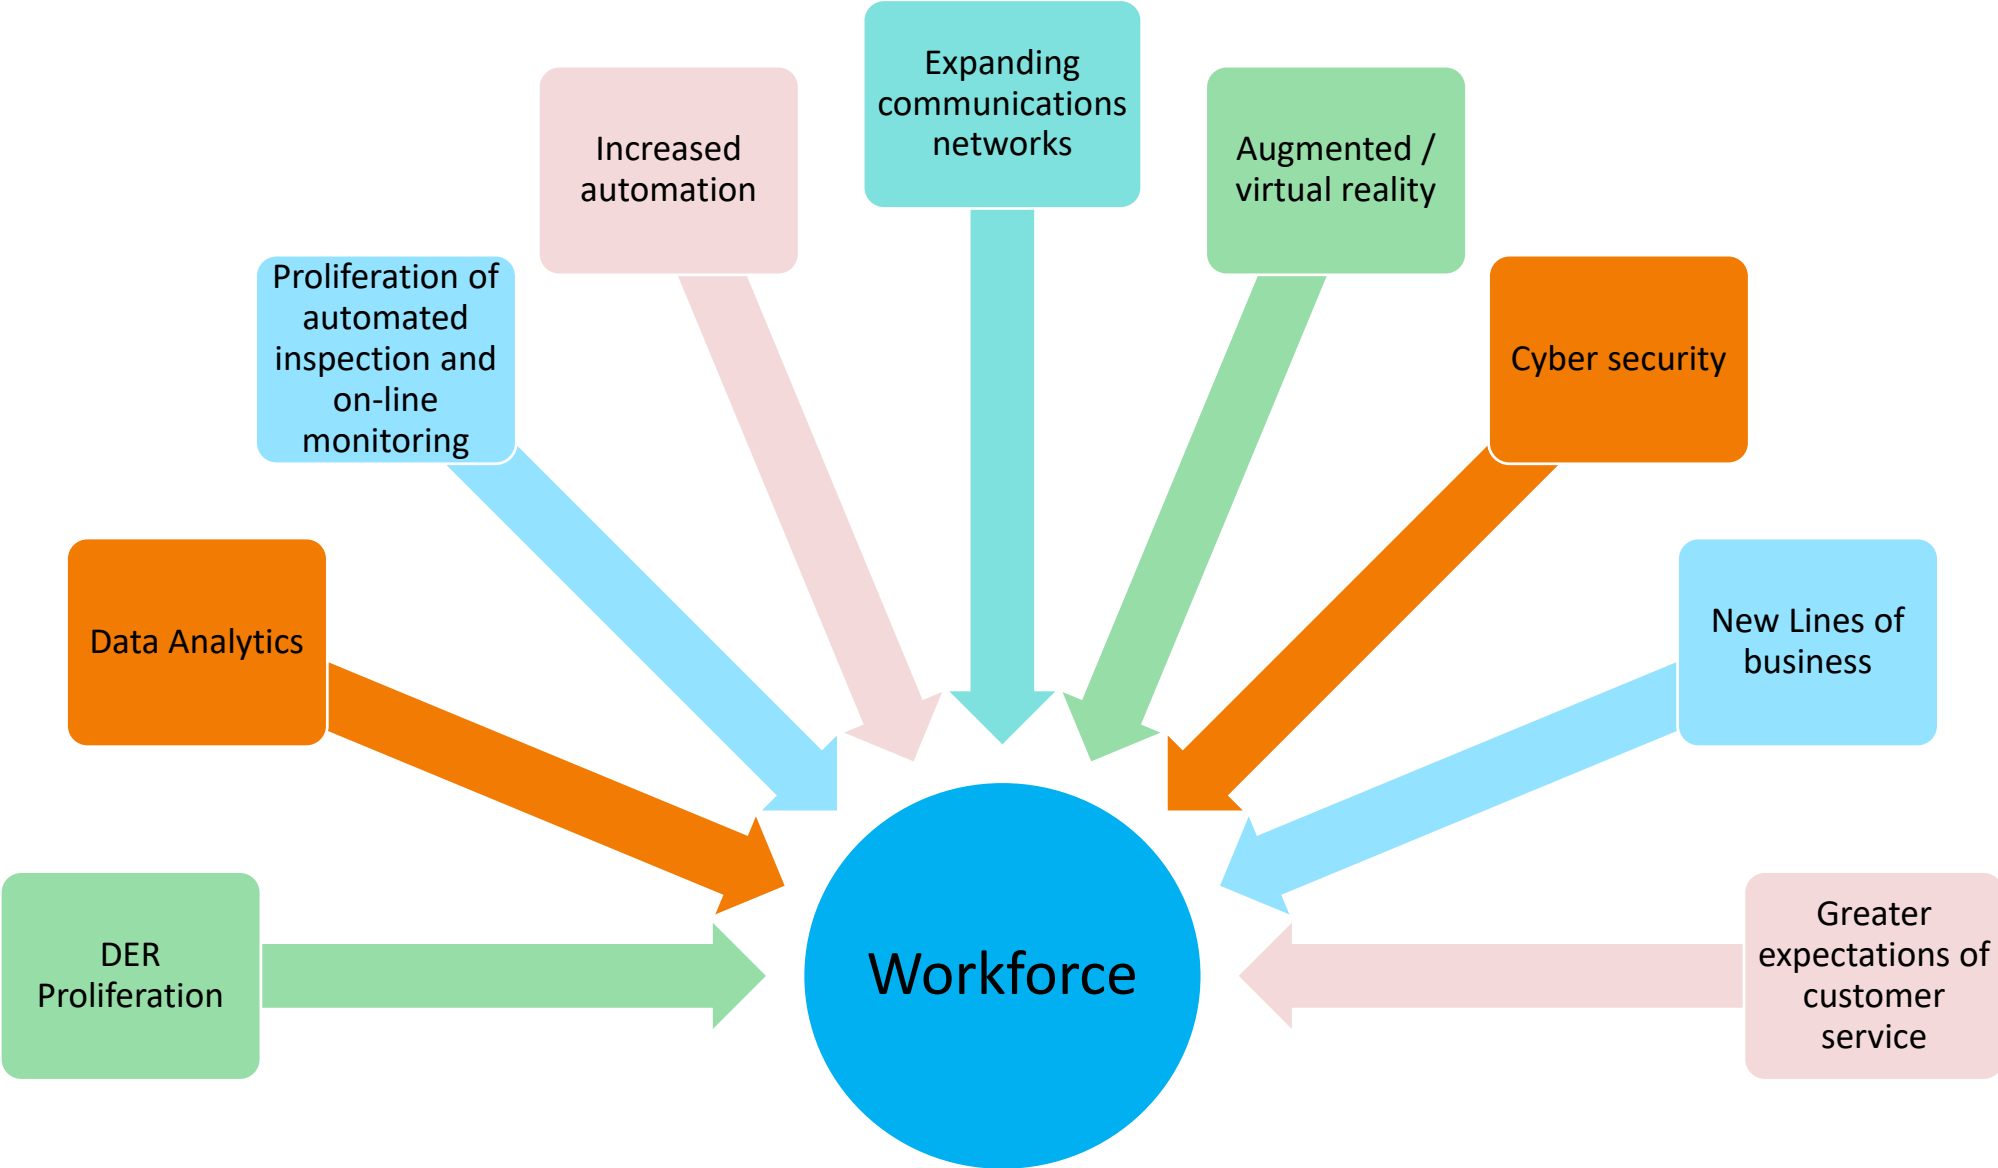 Expanding
communications
networks
Increased
automation
Augmented /
virtual reality
Proliferation of
automated
inspection and
on-line
monitoring
Cyber security
Data Analytics
New Lines of
business
DER
Proliferation
Workforce
Greater
expectations of
customer
service